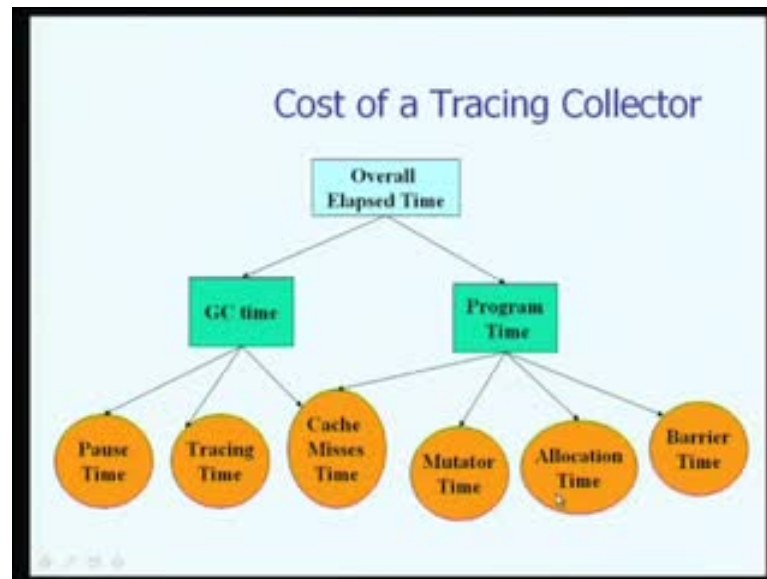 Cost of a Tracing Collector
Overall
Elapsed Time
GC time
Program
Time
Pause
Time
Tracing
Time
Cache
Misses
Time
Mutator
Time
Allocation
Time
Barrier
Time